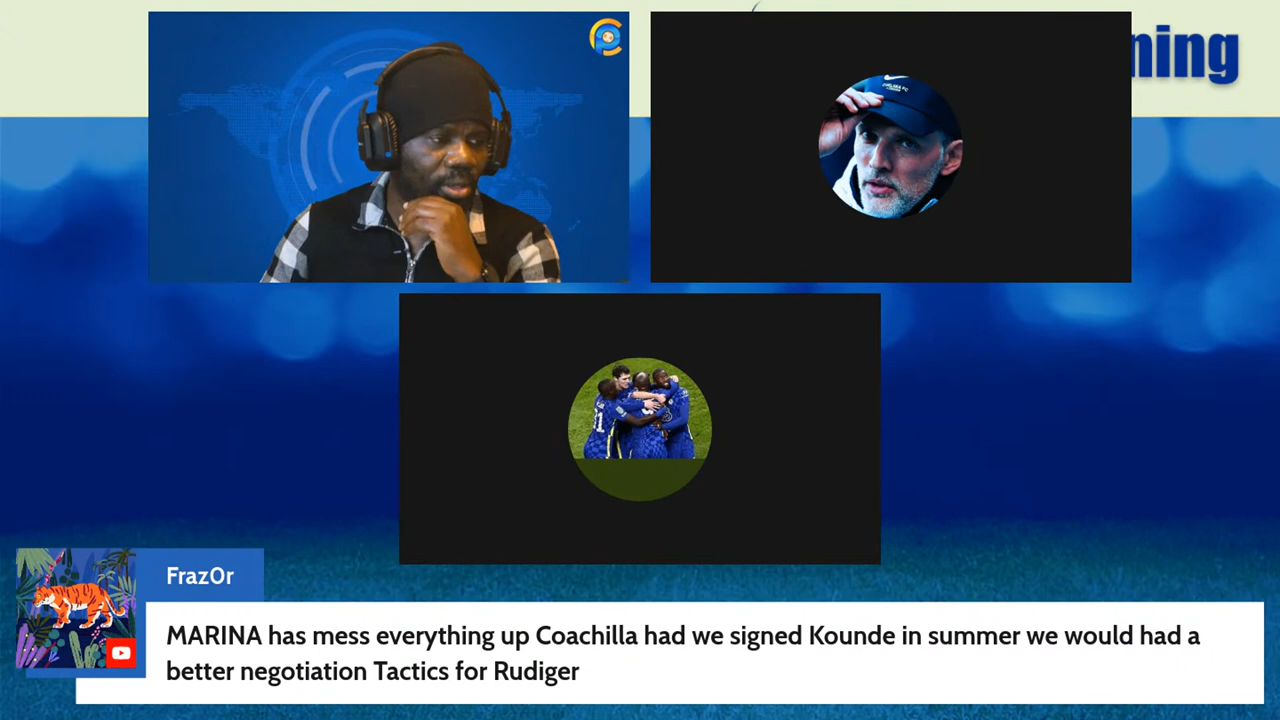 ning
FrazOr
MARINA has mess everything up Coachilla had we signed Kounde in summer we would had a
better negotiation Tactics for Rudiger